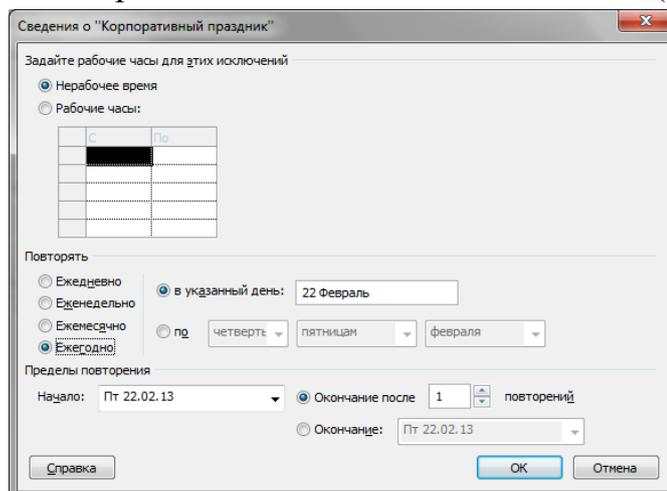 Сведения о "Корпоративный праздник"
Задайте рабочие часы для этих исключений
Нерабочее время
Рабочие часы:
С По
Повторять
Ежедневно
Еженедельно
Ежемесячно
Ежегодно
в указанный день: 22 Февраль
по четверть пятницам февраля
Пределы повторения
Начало: Пт 22.02.13 Окончание после 1 повторений
Окончание: Пт 22.02.13
Справка ОК Отмена